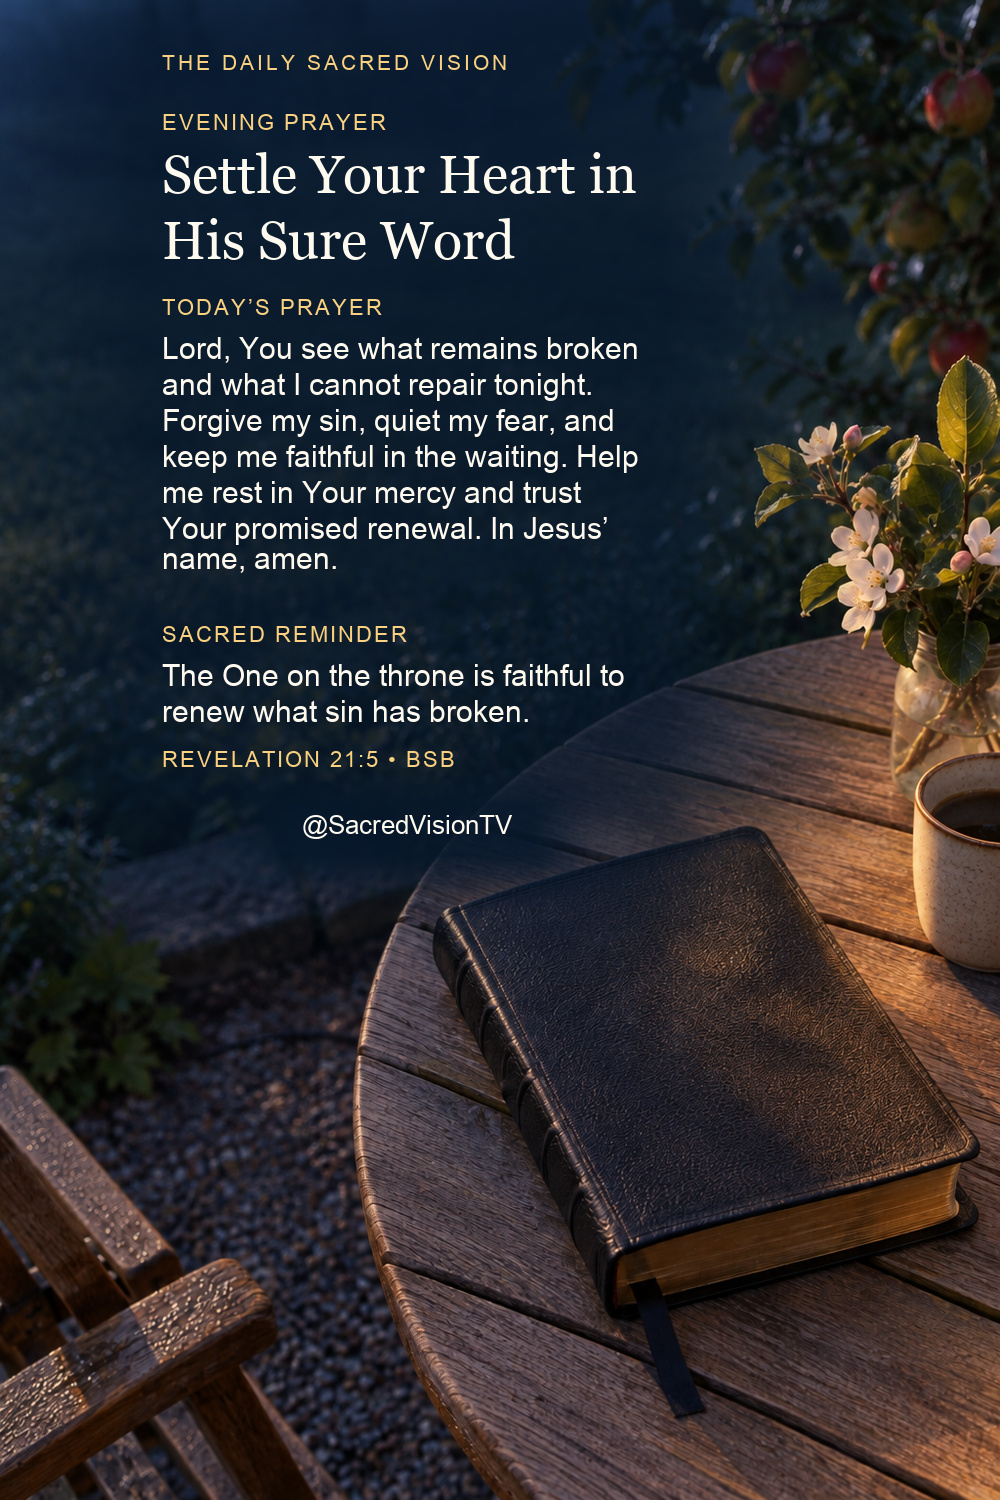 THE DAILY SACRED VISION
EVENING PRAYER
Settle Your Heart in
His Sure Word
TODAY’S PRAYER
Lord, You see what remains broken
and what I cannot repair tonight.
Forgive my sin, quiet my fear, and
keep me faithful in the waiting. Help
me rest in Your mercy and trust
Your promised renewal. In Jesus’
name, amen.
SACRED REMINDER
The One on the throne is faithful to
renew what sin has broken.
REVELATION 21:5 • BSB
@SacredVisionTV